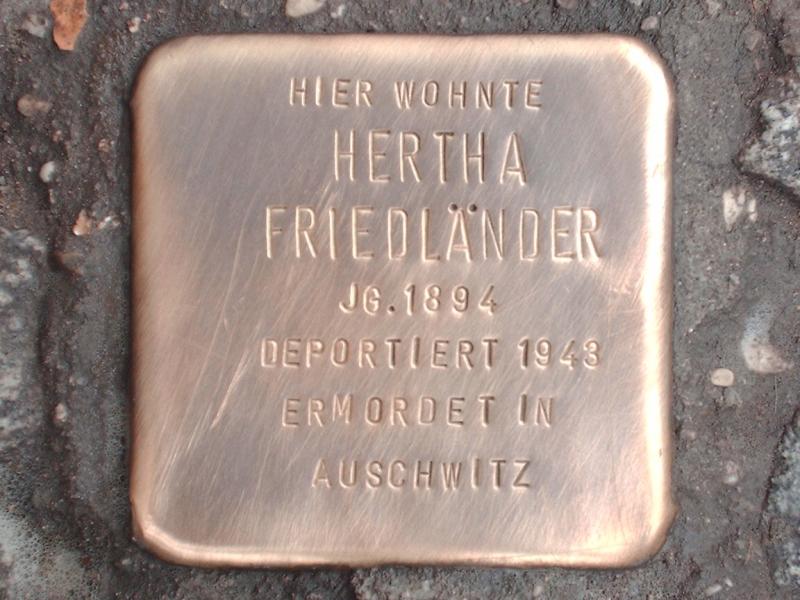 HIER WOHNTE
HERTHA
FRIEDLÄNDER
JG.1894
DEPORTIERT 1943
ERMORDET IN
AUSCHWITZ